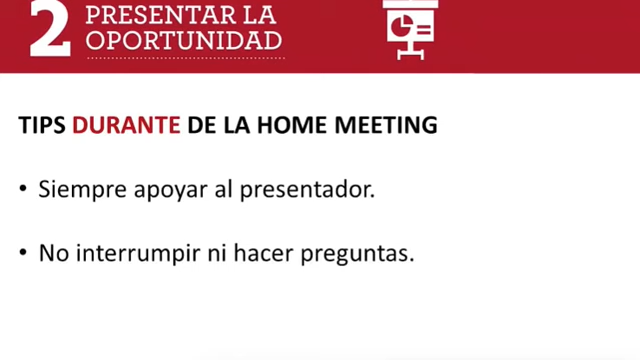 2 PRESENTAR LA
OPORTUNIDAD
TIPS DURANTE DE LA HOME MEETING
• Siempre apoyar al presentador.
• No interrumpir ni hacer preguntas.